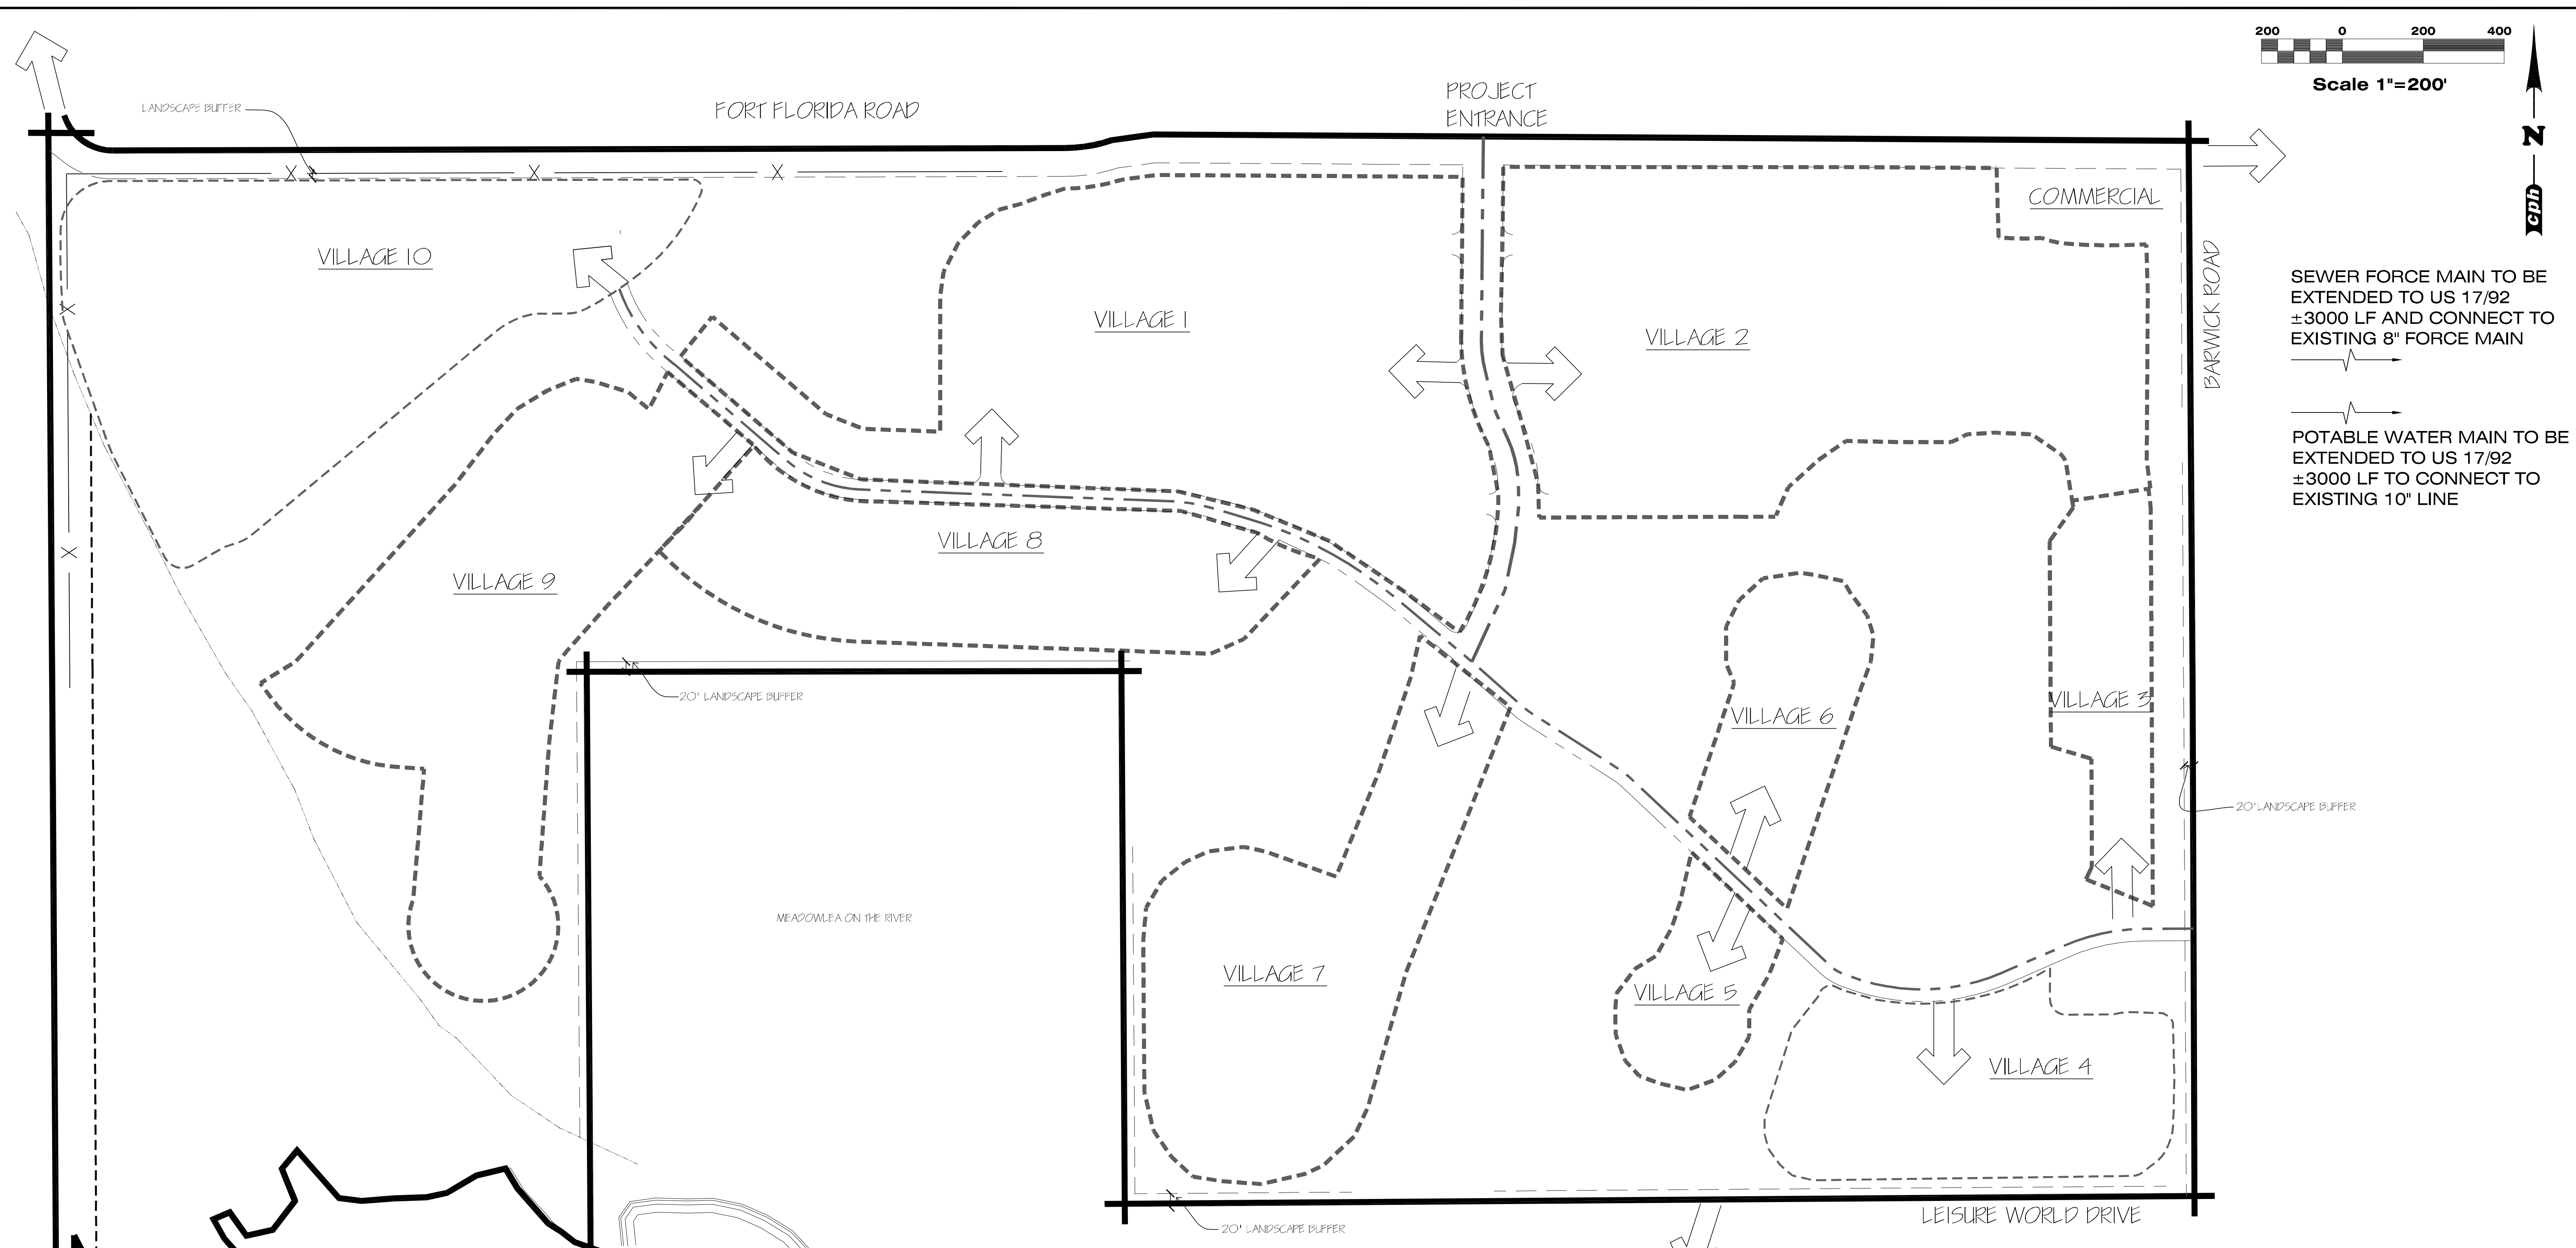 200 0 200 400
Scale 1"=200'
N
cph
PROJECT
ENTRANCE
LANDSCAPE BUFFER
FORT FLORIDA ROAD
COMMERCIAL
BARWICK ROAD
VILLAGE 10
VILLAGE 1
VILLAGE 2
SEWER FORCE MAIN TO BE
EXTENDED TO US 17/92
±3000 LF AND CONNECT TO
EXISTING 8" FORCE MAIN
POTABLE WATER MAIN TO BE
EXTENDED TO US 17/92
±3000 LF TO CONNECT TO
EXISTING 10" LINE
VILLAGE 8
VILLAGE 9
20' LANDSCAPE BUFFER
VILLAGE 3
VILLAGE 6
20' LANDSCAPE BUFFER
MEADOWLEA ON THE RIVER
VILLAGE 7
VILLAGE 5
VILLAGE 4
LEISURE WORLD DRIVE
20' LANDSCAPE BUFFER